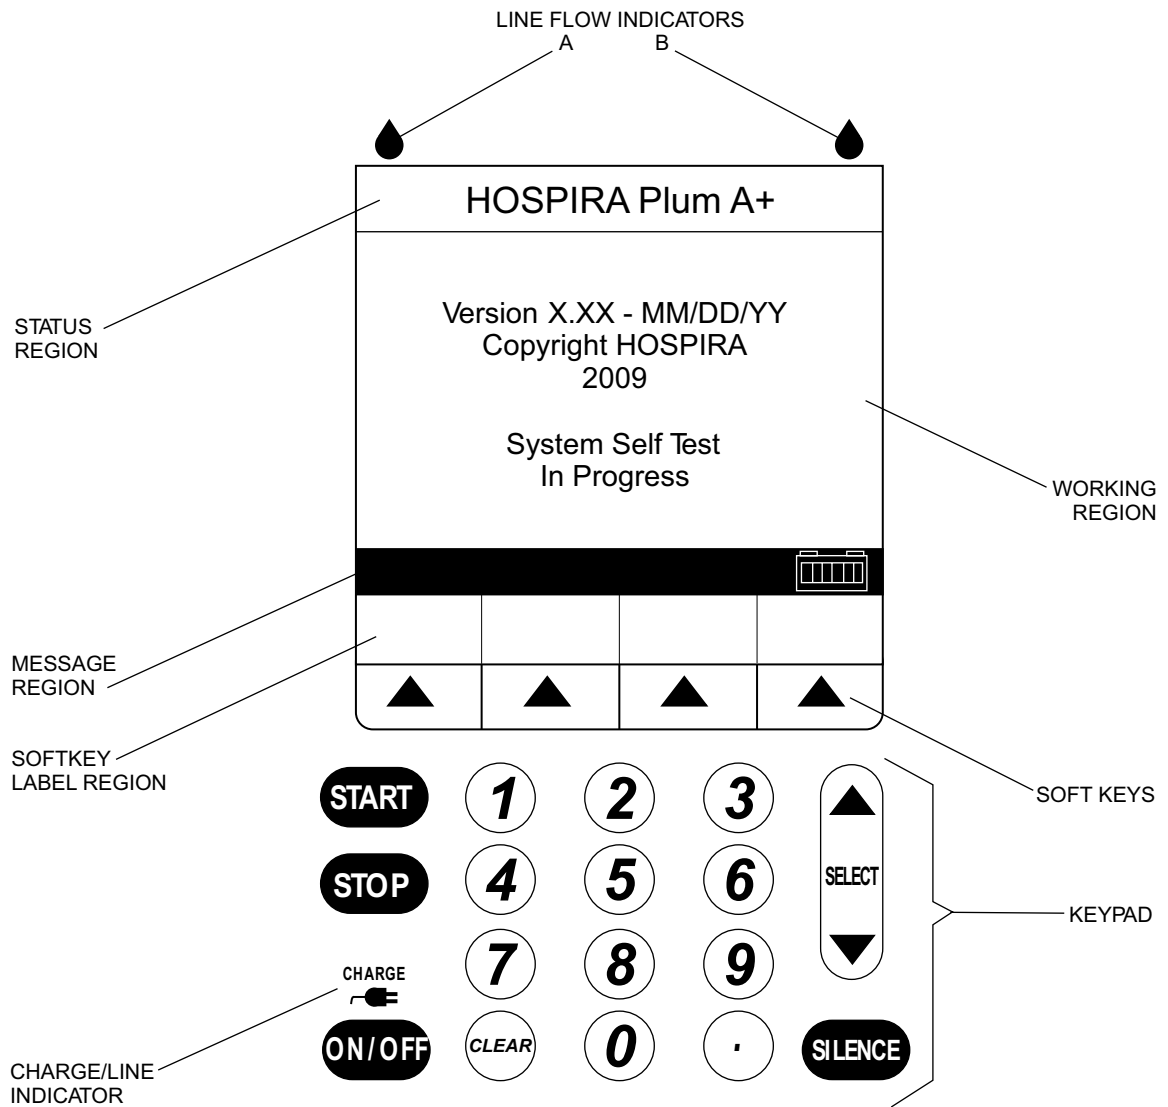 LINE FLOW INDICATORS
A B
HOSPIRA Plum A+
STATUS
REGION
Version X.XX - MM/DD/YY
Copyright HOSPIRA
2009
System Self Test
In Progress
WORKING
REGION
MESSAGE
REGION
SOFTKEY
LABEL REGION
SOFT KEYS
START 1 2 3
STOP 4 5 6 SELECT
KEYPAD
7 8 9
CHARGE
ON/OFF CLEAR 0 . SILENCE
CHARGE/LINE
INDICATOR